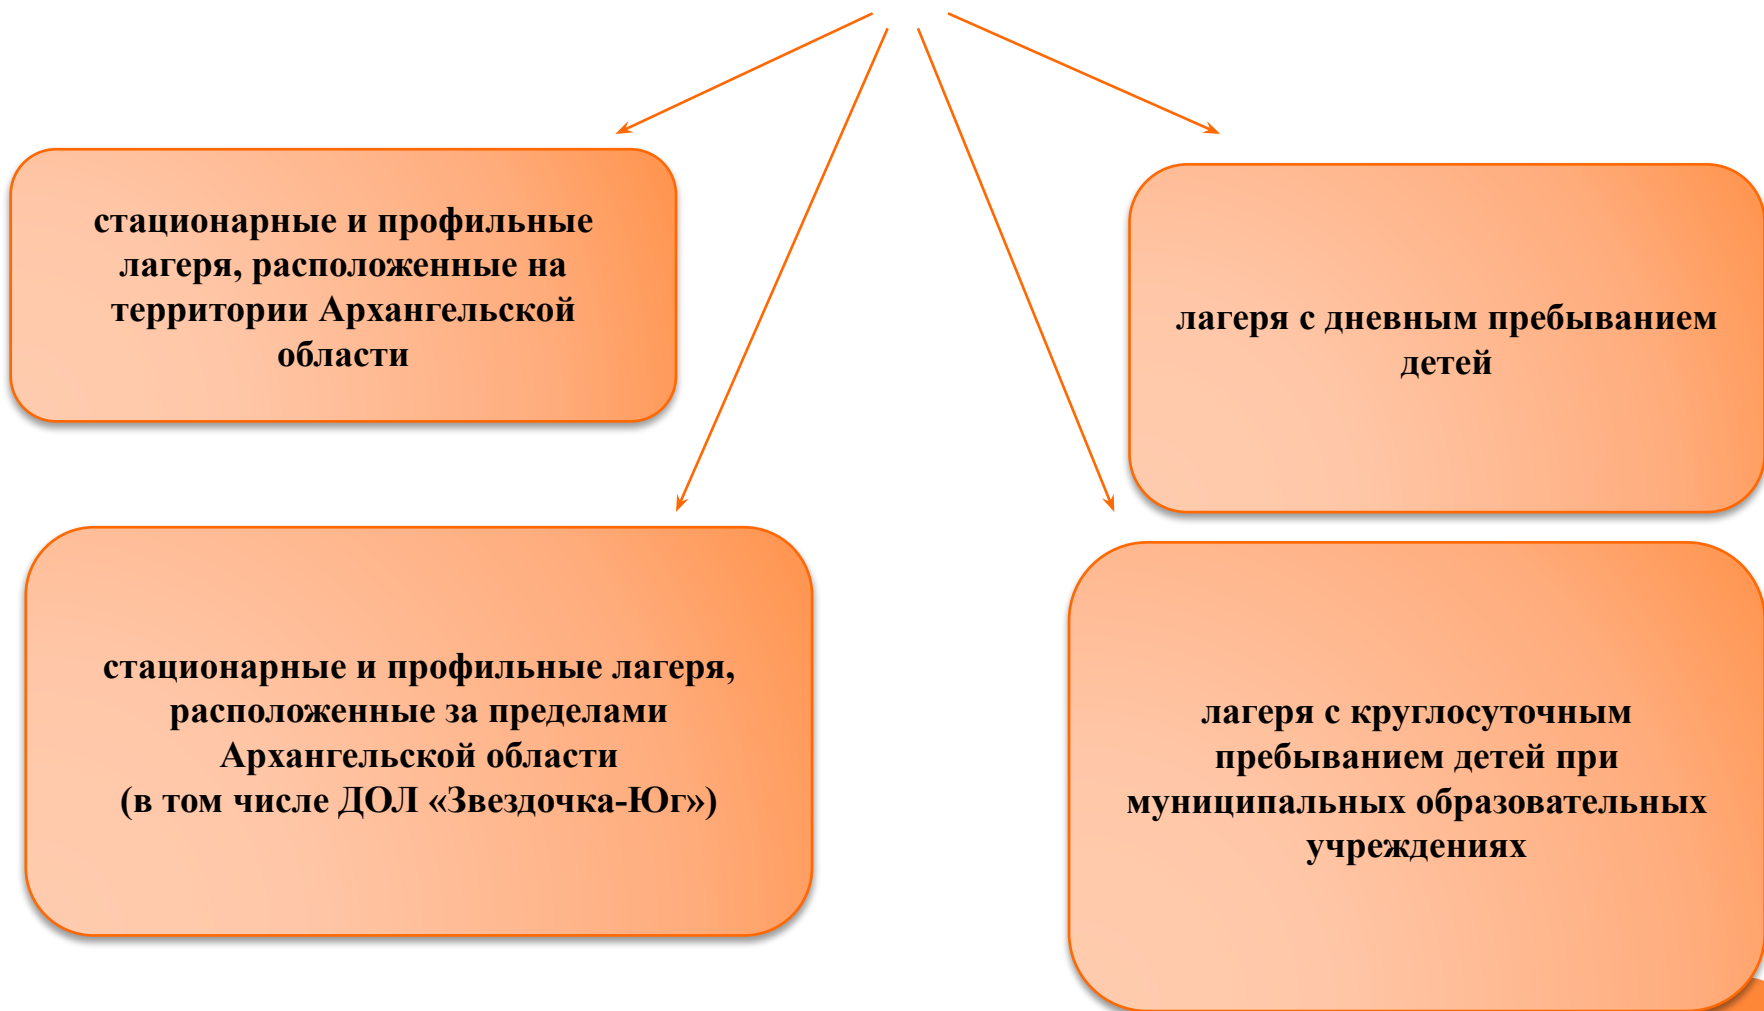 стационарные и профильные
лагеря, расположенные на
территории Архангельской
области
лагеря с дневным пребыванием
детей
стационарные и профильные лагеря,
расположенные за пределами
Архангельской области
(в том числе ДОЛ «Звездочка-Юг»)
лагеря с круглосуточным
пребыванием детей при
муниципальных образовательных
учреждениях